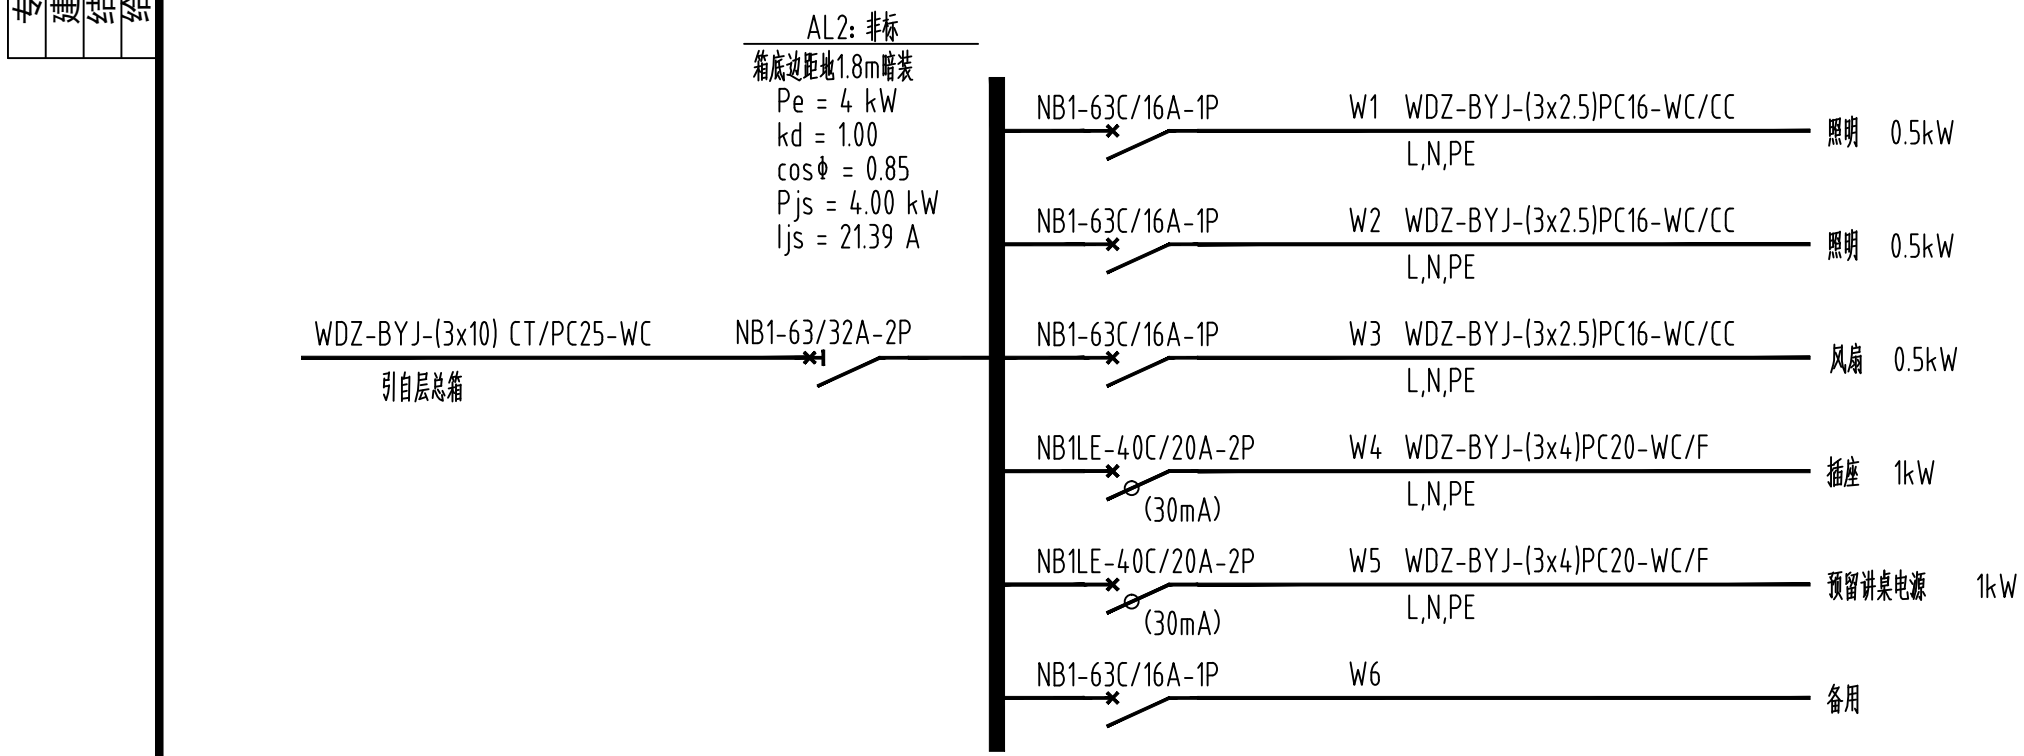 专
建
结
给
AL2: 非标
箱底边距地1.8m暗装
Pe = 4 kW
kd = 1.00
cosΦ = 0.85
Pjs = 4.00 kW
Ijs = 21.39 A
WDZ-BYJ-(3x10) CT/PC25-WC
NB1-63/32A-2P
引自层总箱
NB1-63C/16A-1P W1 WDZ-BYJ-(3x2.5)PC16-WC/CC
照明 0.5kW
L,N,PE
NB1-63C/16A-1P W2 WDZ-BYJ-(3x2.5)PC16-WC/CC
照明 0.5kW
L,N,PE
NB1-63C/16A-1P W3 WDZ-BYJ-(3x2.5)PC16-WC/CC
风扇 0.5kW
L,N,PE
NB1LE-40C/20A-2P W4 WDZ-BYJ-(3x4)PC20-WC/F
插座 1kW
(30mA) L,N,PE
NB1LE-40C/20A-2P W5 WDZ-BYJ-(3x4)PC20-WC/F
预留讲桌电源 1kW
(30mA) L,N,PE
NB1-63C/16A-1P W6
备用